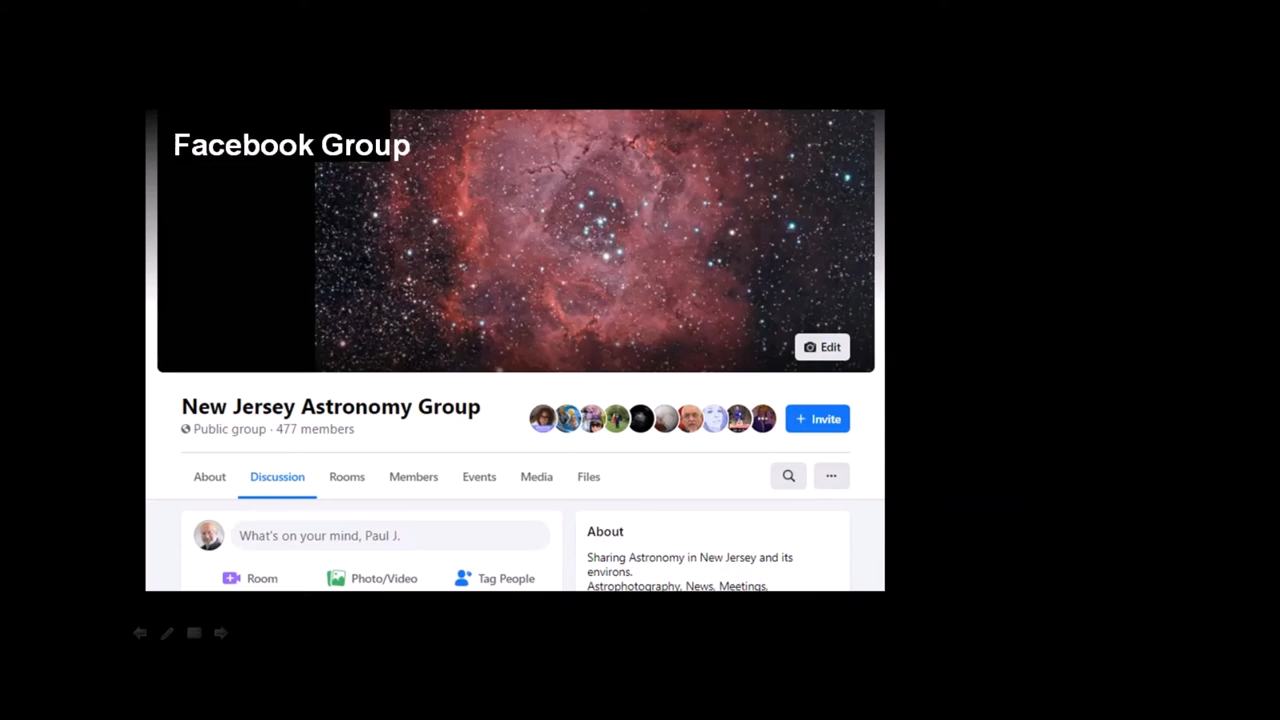 Facebook Group
Edit
New Jersey Astronomy Group
Public group · 477 members
+ Invite
About Discussion Rooms Members Events Media Files
What's on your mind, Paul J.
Room Photo/Video Tag People
About
Sharing Astronomy in New Jersey and its
environs.
Astrophotography, News, Meetings,